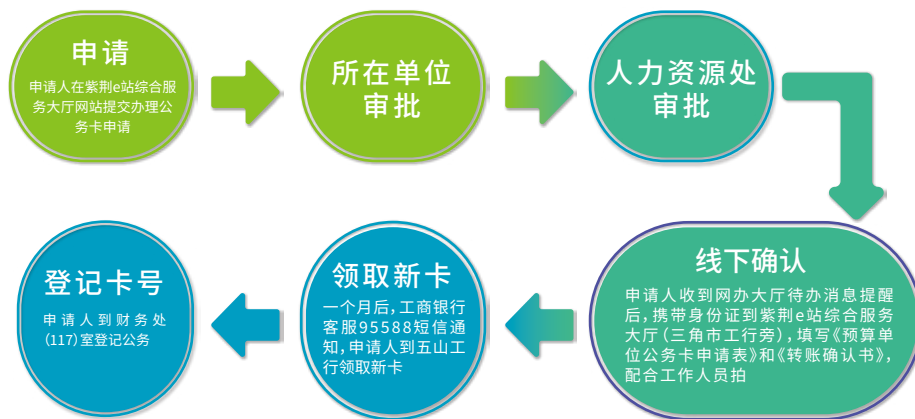 申请
申请人在紫荆e站综合服
务大厅网站提交办理公
务卡申请
所在单位
审批
人力资源处
审批
线下确认
申请人收到网办大厅待办消息提醒
后，携带身份证到紫荆e站综合服务
大厅（三角市工行旁），填写《预算单
位公务卡申请表》和《转账确认书》，
配合工作人员拍
领取新卡
一个月后，工商银行
客服95588短信通
知，申请人到五山工
行领取新卡
登记卡号
申请人到财务处
(117)室登记公务